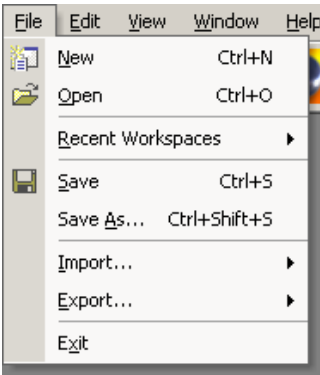 File Edit View Window Help
New Ctrl+N
Open Ctrl+O
Recent Workspaces
Save Ctrl+S
Save As... Ctrl+Shift+S
Import...
Export...
Exit